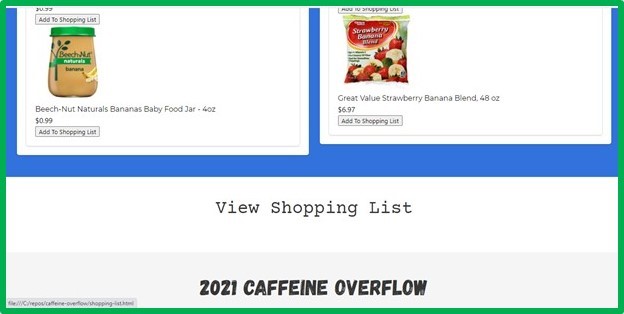 $0.99
Add To Shopping List
Beech-Nut
naturals
banana
Beech-Nut Naturals Bananas Baby Food Jar - 4oz
$0.99
Add To Shopping List
Add To Shopping List
Strawberry
Banana
Blend
Great Value Strawberry Banana Blend, 48 oz
$6.97
Add To Shopping List
View Shopping List
2021 CAFFEINE OVERFLOW
file:///C:/repos/caffeine-overflow/shopping-list.html